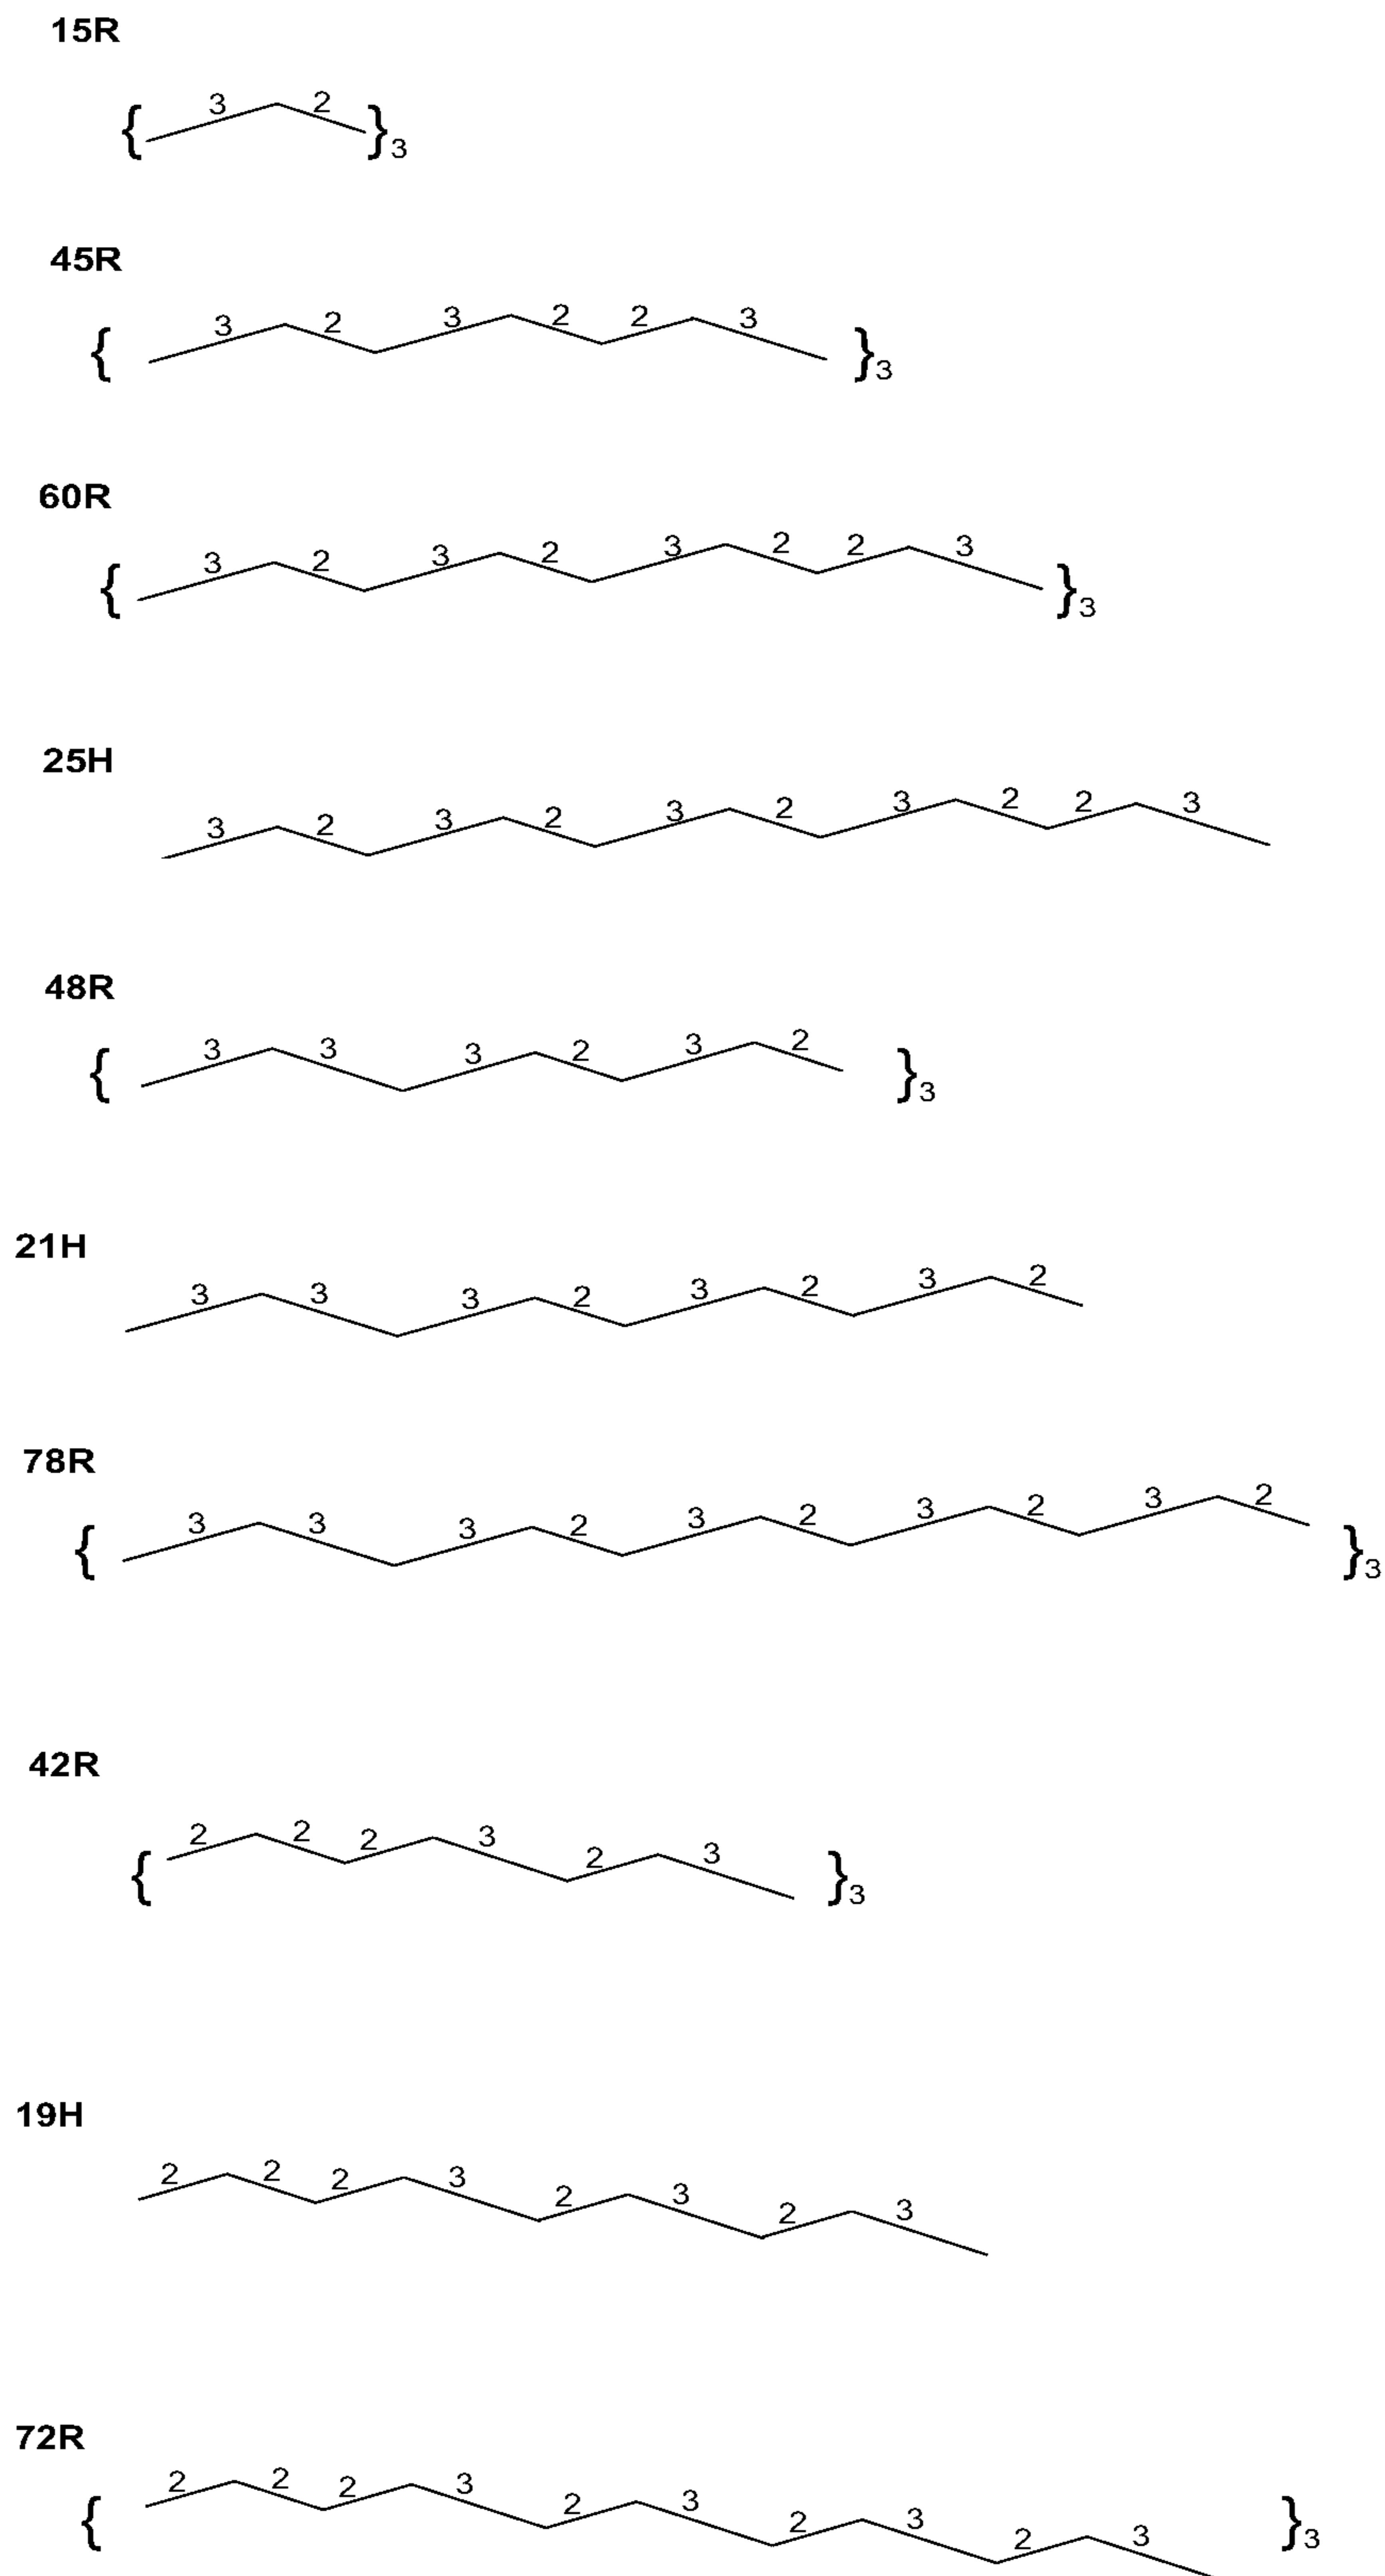 15R
{ 3 2 }3
45R
{ 3 2 3 2 2 3 }3
60R
{ 3 2 3 2 3 2 2 3 }3
25H
3 2 3 2 3 2 3 2 2 3
48R
{ 3 3 3 2 3 2 }3
21H
3 3 3 2 3 2 3 2
78R
{ 3 3 3 2 3 2 3 2 3 2 }3
42R
{ 2 2 2 3 2 3 }3
19H
2 2 2 3 2 3 2 3
72R
{ 2 2 2 3 2 3 2 3 2 3 }3